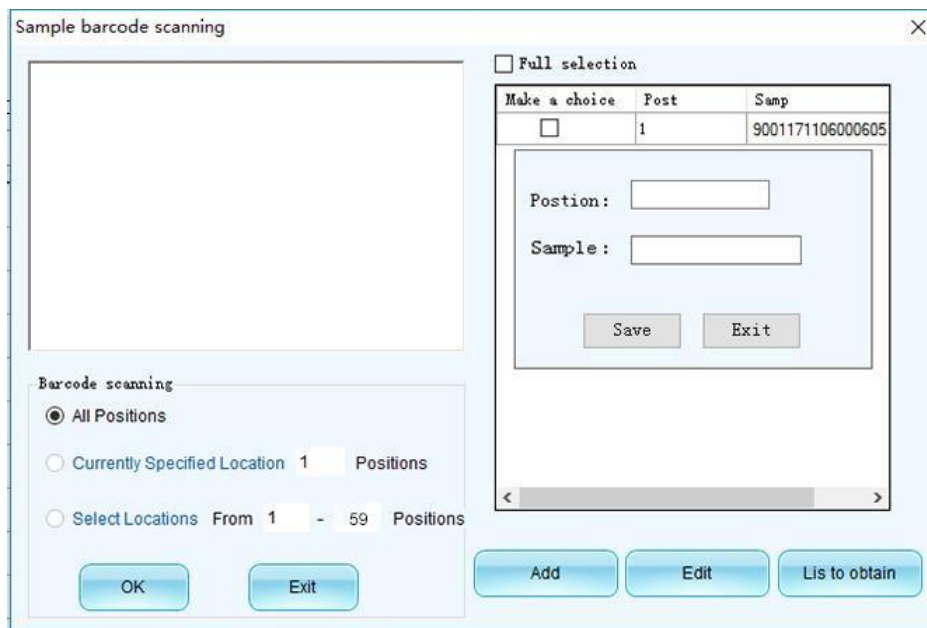 Sample barcode scanning
Full selection
Make a choice Post Samp
1 9001171106000605
Postion:
Sample:
Save Exit
Barcode scanning
All Positions
Currently Specified Location 1 Positions
Select Locations From 1 - 59 Positions
OK Exit
Add Edit Lis to obtain